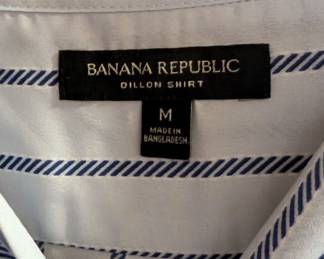 BANANA REPUBLIC
DILLON SHIRT
M
MADE IN
BANGLADESH